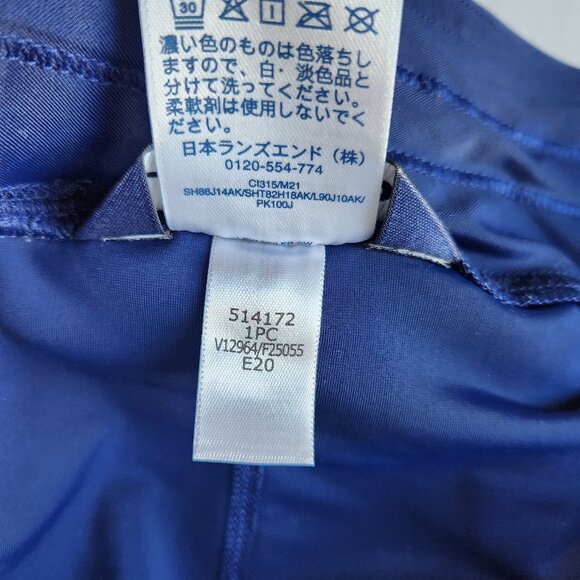 30
濃い色のものは色落ちし
ますので、白・淡色品と
分けて洗ってください。
柔軟剤は使用しないでく
ださい。
日本ランズエンド（株）
0120-554-774
CI315/M21
SH86J14AK/SHT82H18AK/L90J10AK/
PK100J
514172
1PC
V12964/F25055
E20